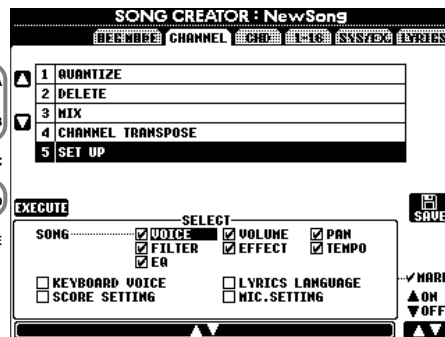 SONG CREATOR : NewSong
REC MODE CHANNEL CHD 1-16 SYS/EX. LYRICS
1 QUANTIZE
2 DELETE
3 MIX
4 CHANNEL TRANSPOSE
5 SET UP
EXECUTE
SAVE
SELECT
SONG VOICE VOLUME PAN
FILTER EFFECT TEMPO
EQ
KEYBOARD VOICE LYRICS LANGUAGE
SCORE SETTING MIC.SETTING
MARK
ON
OFF